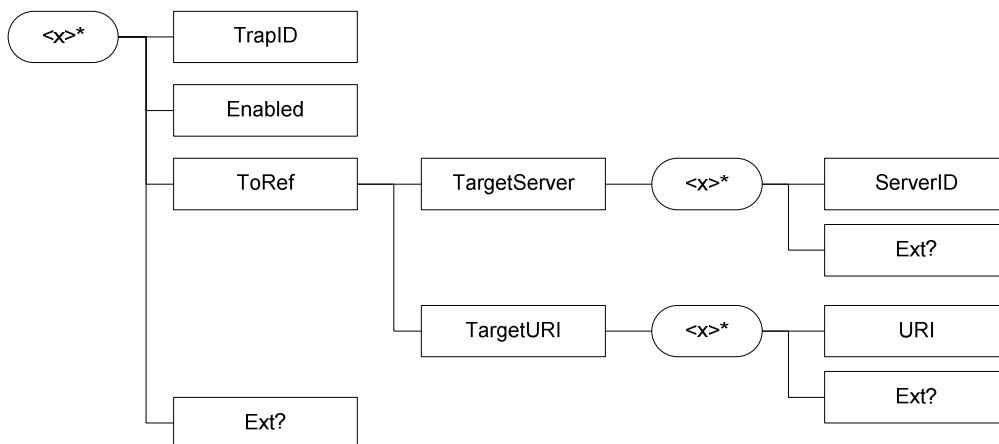 <x>*
TrapID
Enabled
ToRef
TargetServer
<x>*
ServerID
Ext?
TargetURI
<x>*
URI
Ext?
Ext?